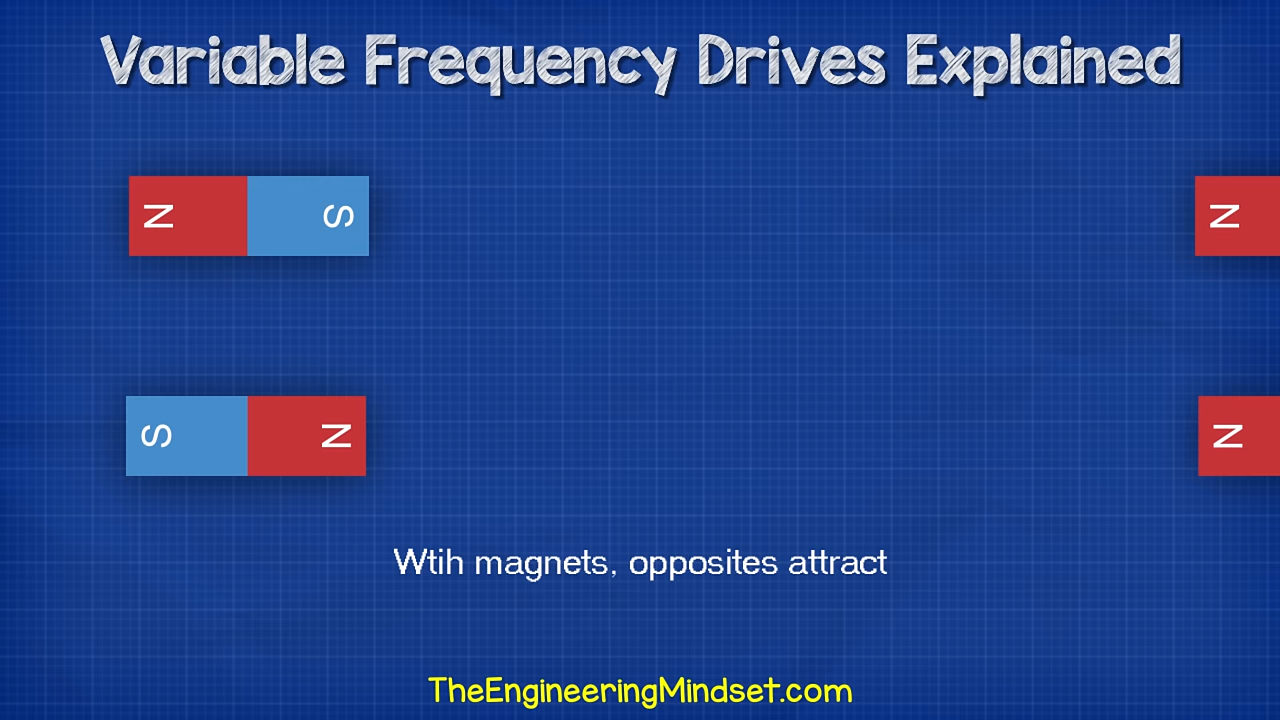 Variable Frequency Drives Explained
N S N
S N N
Wtih magnets, opposites attract
TheEngineeringMindset.com